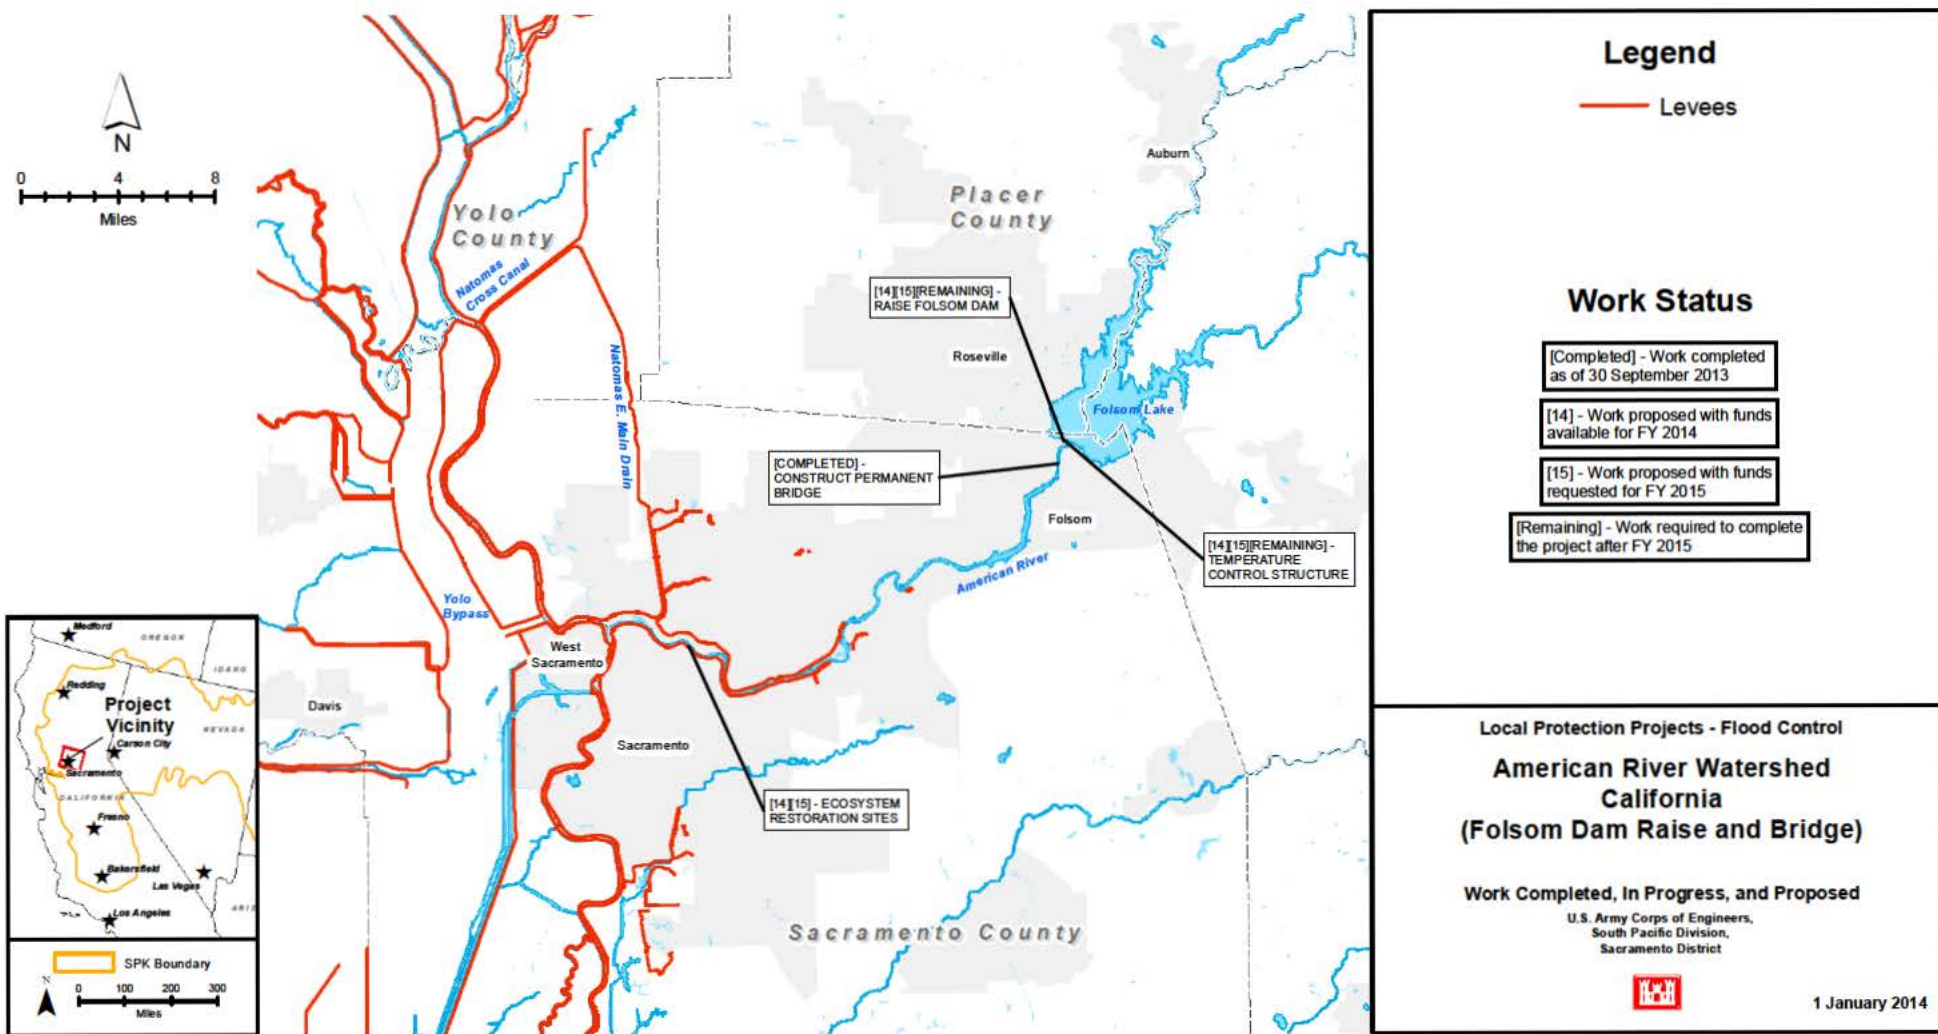 N
0 4 8
Miles
Yolo
County
Natomas
Cross Canal
Natomas E. Main Drain
Placer
County
Auburn
[14][15][REMAINING] -
RAISE FOLSOM DAM
Roseville
Folsom Lake
[COMPLETED] -
CONSTRUCT PERMANENT
BRIDGE
Folsom
American River
[14][15][REMAINING] -
TEMPERATURE
CONTROL STRUCTURE
Yolo
Bypass
West
Sacramento
Davis
Sacramento
[14][15] - ECOSYSTEM
RESTORATION SITES
Sacramento County
Medford
OREGON
IDAHO
Redding
Project
Vicinity
NEVADA
Carson City
Sacramento
CALIFORNIA
Fresno
Bakersfield
Las Vegas
Los Angeles
ARIZ
SPK Boundary
N
0 100 200 300
Miles
Legend
Levees
Work Status
[Completed] - Work completed
as of 30 September 2013
[14] - Work proposed with funds
available for FY 2014
[15] - Work proposed with funds
requested for FY 2015
[Remaining] - Work required to complete
the project after FY 2015
Local Protection Projects - Flood Control
American River Watershed
California
(Folsom Dam Raise and Bridge)
Work Completed, In Progress, and Proposed
U.S. Army Corps of Engineers,
South Pacific Division,
Sacramento District
1 January 2014